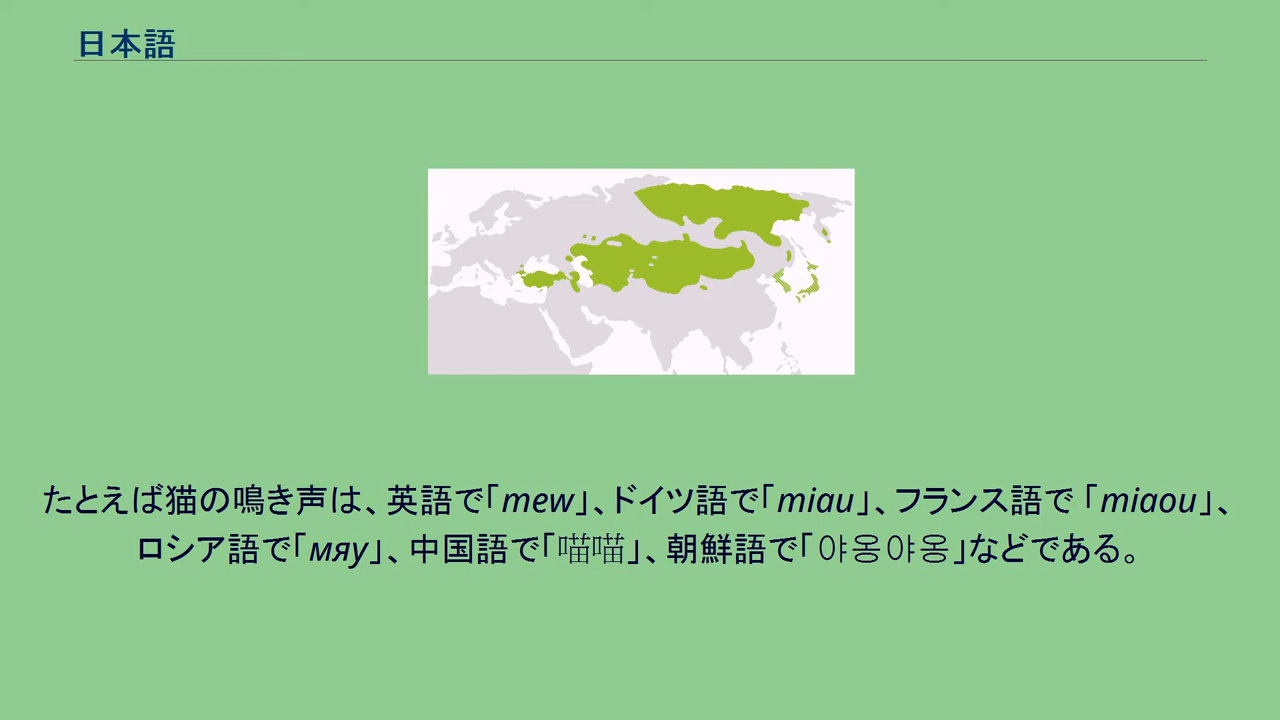 日本語
たとえば猫の鳴き声は、英語で「mew」、ドイツ語で「miau」、フランス語で「miaou」、
ロシア語で「мяу」、中国語で「喵喵」、朝鮮語で「야옹야옹」などである。